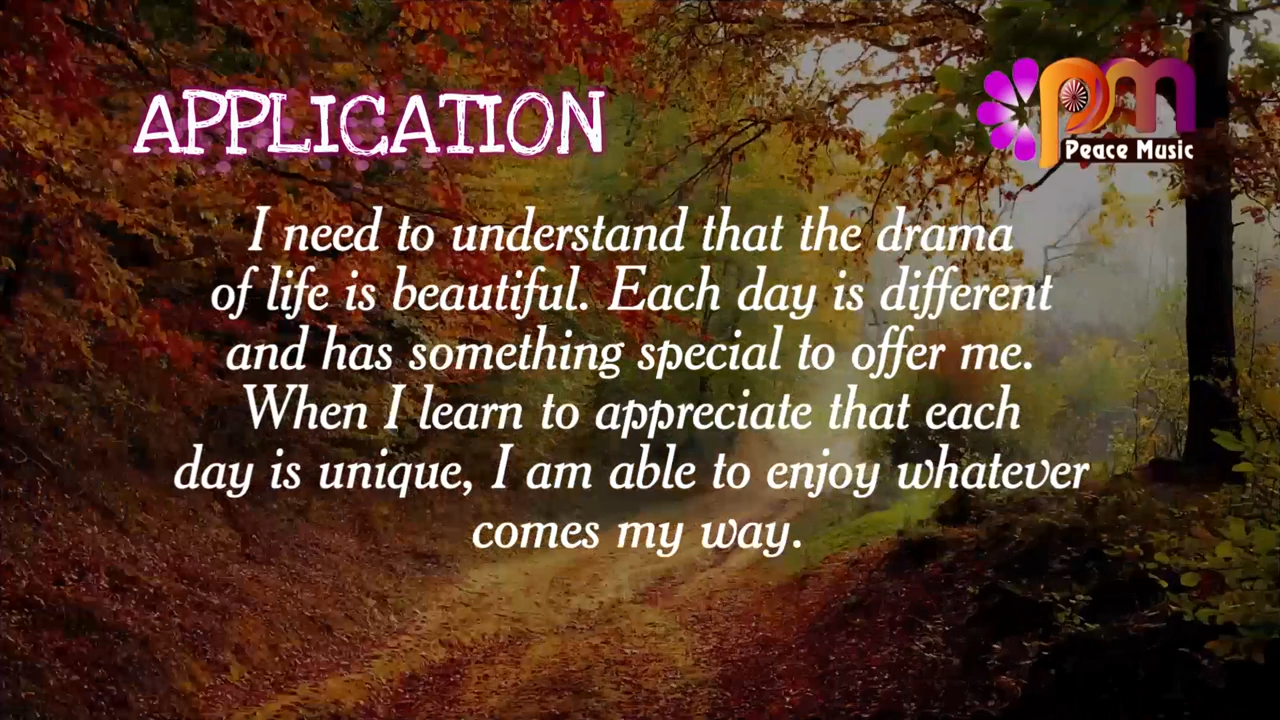 APPLICATION
pm
Peace Music
I need to understand that the drama
of life is beautiful. Each day is different
and has something special to offer me.
When I learn to appreciate that each
day is unique, I am able to enjoy whatever
comes my way.